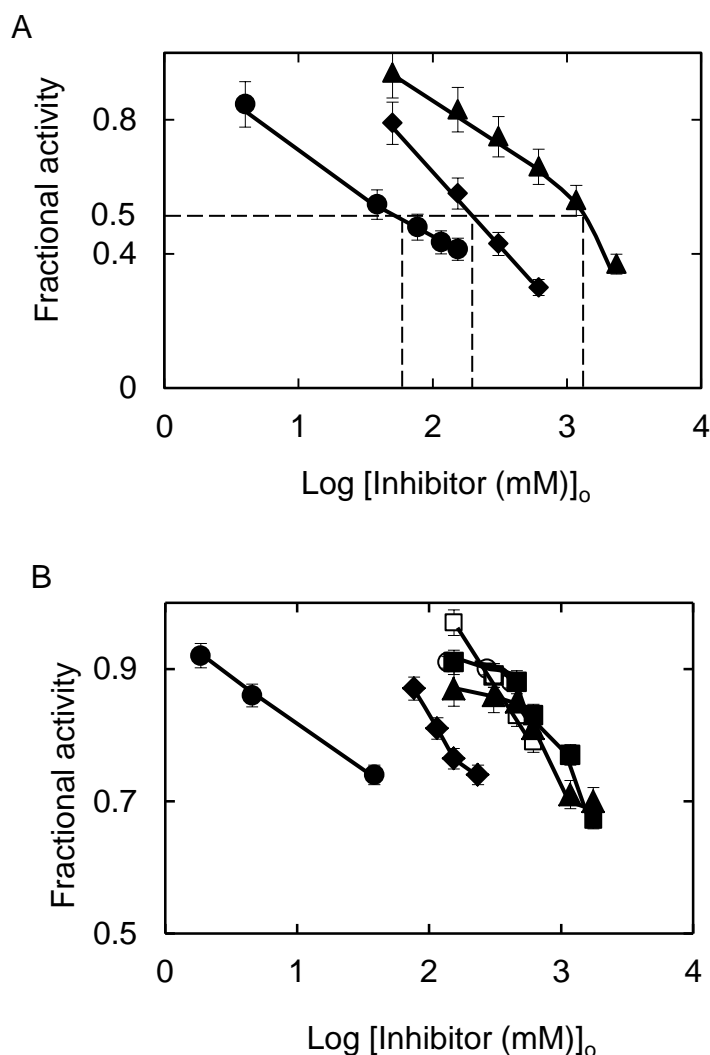 A
Fractional activity
0.8
0.5
0.4
0
0 1 2 3 4
Log [Inhibitor (mM)]o
B
Fractional activity
0.9
0.7
0.5
0 1 2 3 4
Log [Inhibitor (mM)]o